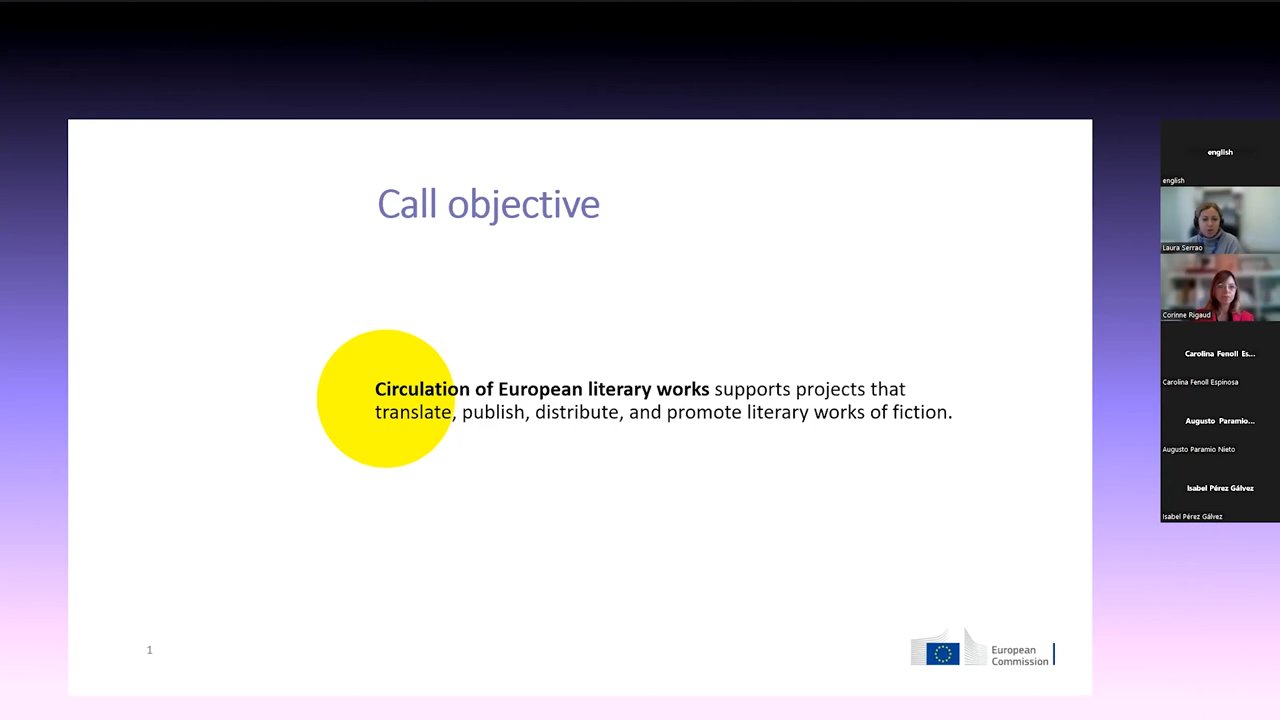 Call objective
Circulation of European literary works supports projects that
translate, publish, distribute, and promote literary works of fiction.
1
European
Commission
english
english
Laura Serrao
Corinne Rigaud
Carolina Fenoll Es...
Carolina Fenoll Espinosa
Augusto Paramio...
Augusto Paramio Nieto
Isabel Pérez Gálvez
Isabel Pérez Gálvez